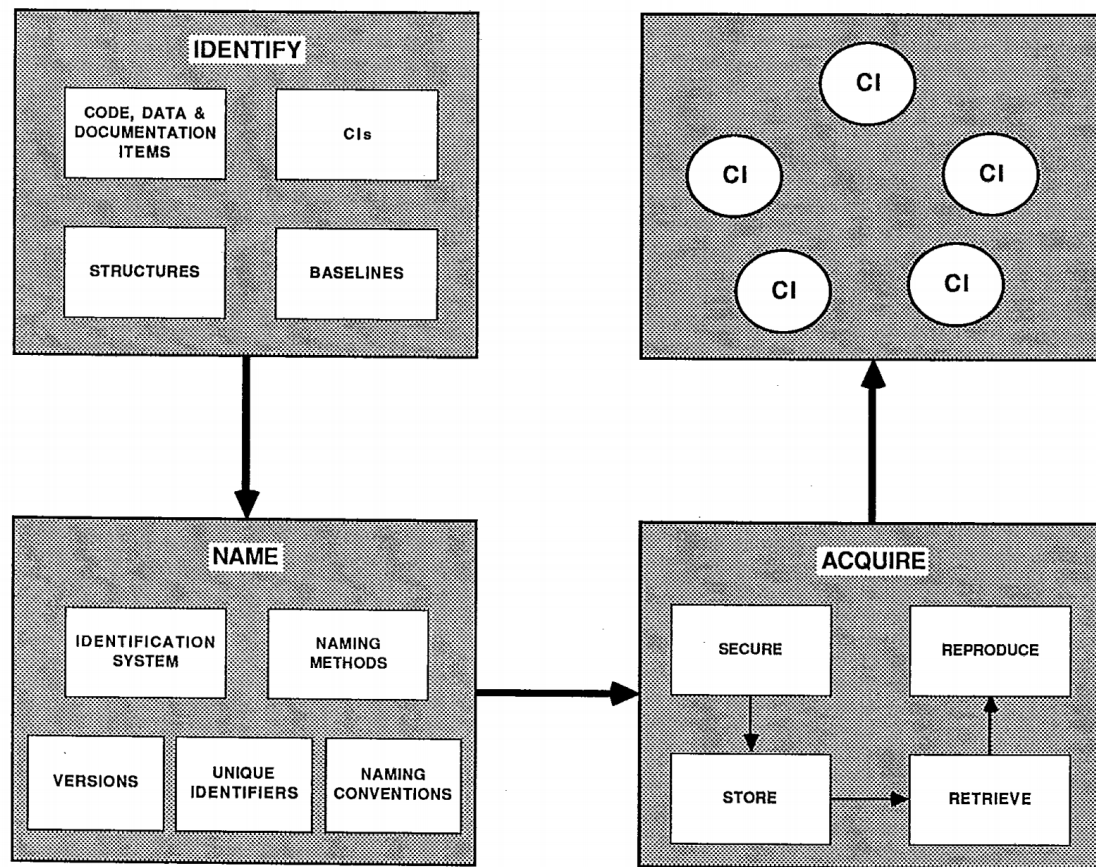 IDENTIFY
CODE, DATA &
DOCUMENTATION
ITEMS
CIs
STRUCTURES
BASELINES
CI
CI
CI
CI
CI
NAME
IDENTIFICATION
SYSTEM
NAMING
METHODS
VERSIONS
UNIQUE
IDENTIFIERS
NAMING
CONVENTIONS
ACQUIRE
SECURE
REPRODUCE
STORE
RETRIEVE